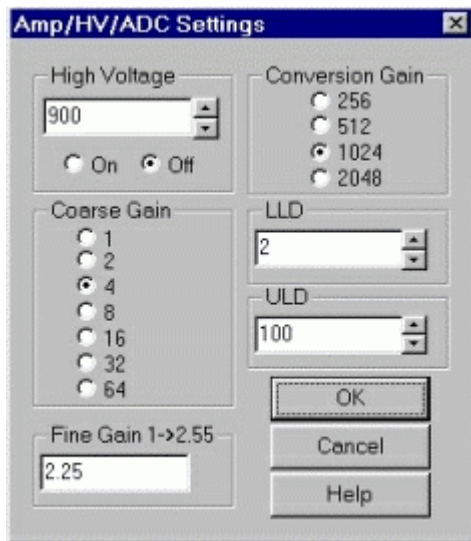 Amp/HV/ADC Settings
High Voltage
900
On Off
Conversion Gain
256
512
1024
2048
Coarse Gain
1
2
4
8
16
32
64
LLD
2
ULD
100
Fine Gain 1->2.55
2.25
OK
Cancel
Help